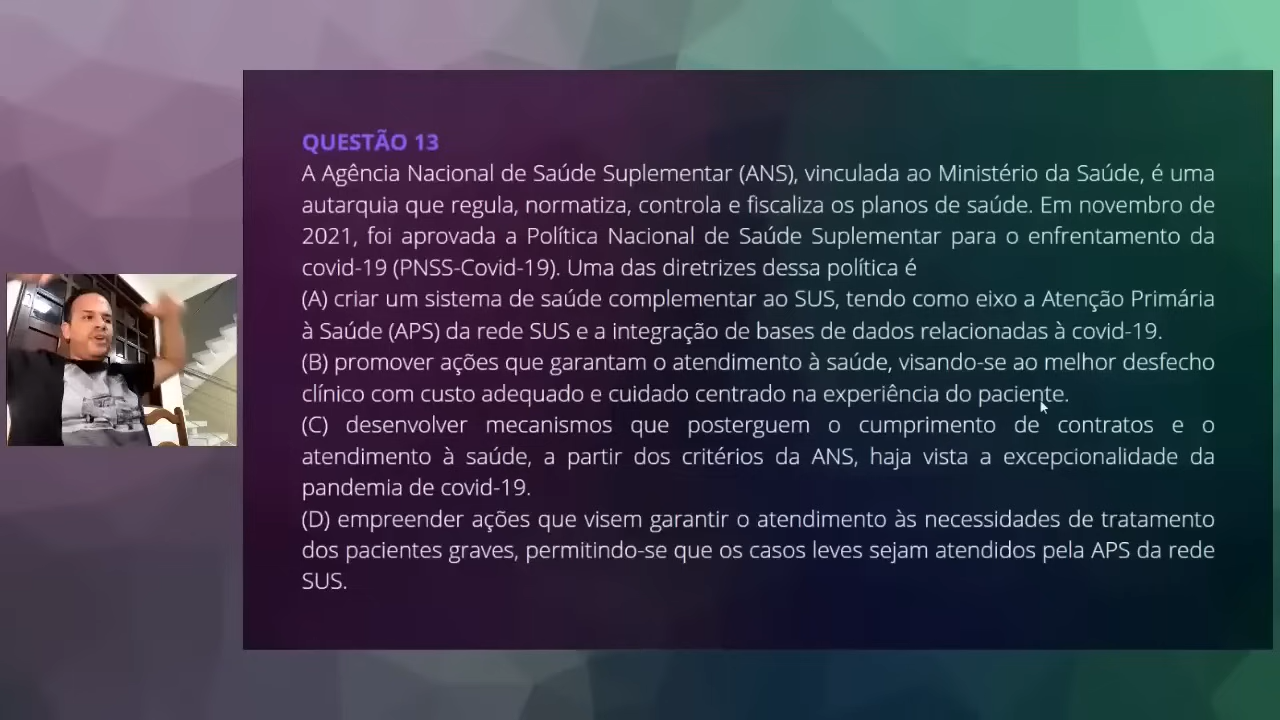 QUESTÃO 13
A Agência Nacional de Saúde Suplementar (ANS), vinculada ao Ministério da Saúde, é uma
autarquia que regula, normatiza, controla e fiscaliza os planos de saúde. Em novembro de
2021, foi aprovada a Política Nacional de Saúde Suplementar para o enfrentamento da
covid-19 (PNSS-Covid-19). Uma das diretrizes dessa política é
(A) criar um sistema de saúde complementar ao SUS, tendo como eixo a Atenção Primária
à Saúde (APS) da rede SUS e a integração de bases de dados relacionadas à covid-19.
(B) promover ações que garantam o atendimento à saúde, visando-se ao melhor desfecho
clínico com custo adequado e cuidado centrado na experiência do paciente.
(C) desenvolver mecanismos que posterguem o cumprimento de contratos e o
atendimento à saúde, a partir dos critérios da ANS, haja vista a excepcionalidade da
pandemia de covid-19.
(D) empreender ações que visem garantir o atendimento às necessidades de tratamento
dos pacientes graves, permitindo-se que os casos leves sejam atendidos pela APS da rede
SUS.